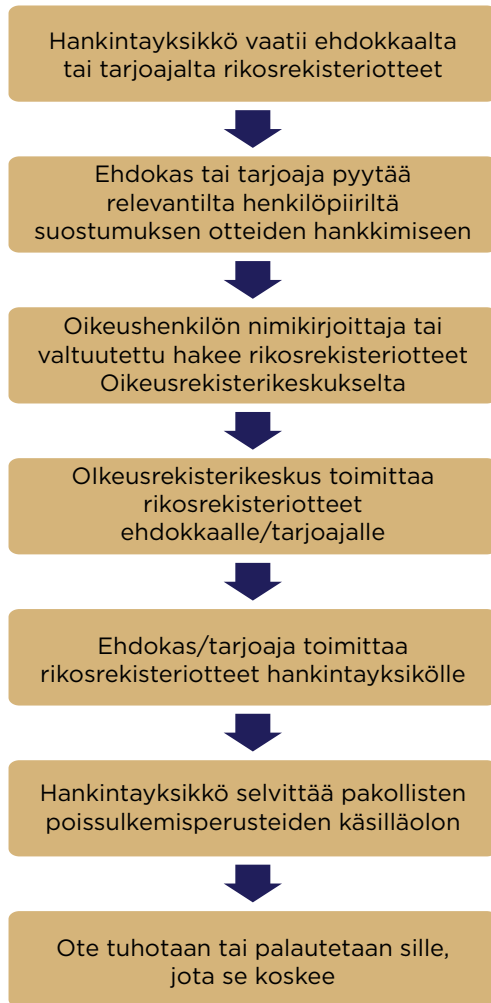 Hankintayksikkö vaatii ehdokkaalta
tai tarjoajalta rikosrekisteriotteet
Ehdokas tai tarjoaja pyytää
relevantilta henkilöpiiriltä
suostumuksen otteiden hankkimiseen
Oikeushenkilön nimikirjoittaja tai
valtuutettu hakee rikosrekisteriotteet
Oikeusrekisterikeskukselta
OIkeusrekisterikeskus toimittaa
rikosrekisteriotteet
ehdokkaalle/tarjoajalle
Ehdokas/tarjoaja toimittaa
rikosrekisteriotteet hankintayksikölle
Hankintayksikkö selvittää pakollisten
poissulkemisperusteiden käsilläolon
Ote tuhotaan tai palautetaan sille,
jota se koskee